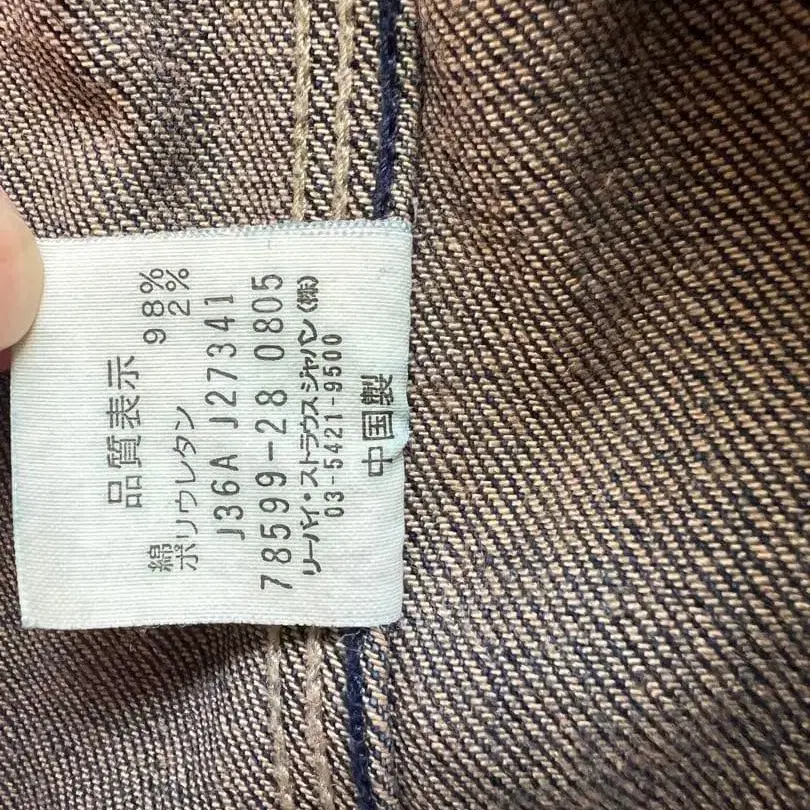 品質表示
綿 98%
ポリウレタン 2%
J36A J27341
78599-28 0805
リーバイ・ストラウス ジャパン(株)
03-5421-9500
中国製